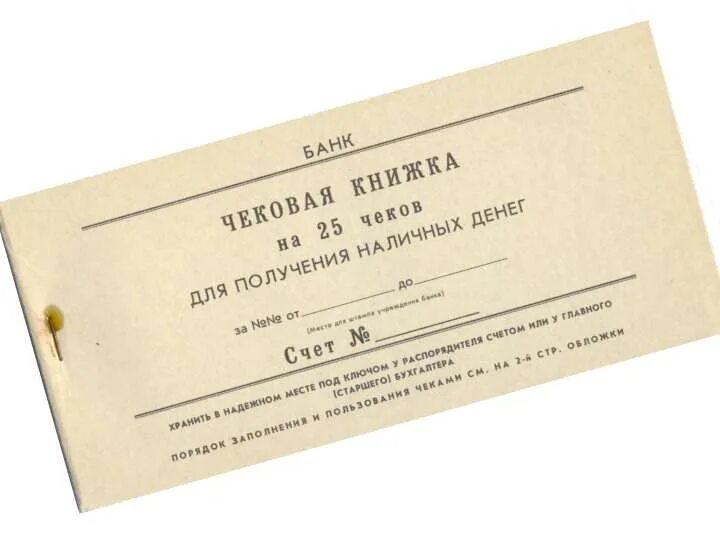 БАНК
ЧЕКОВАЯ КНИЖКА
на 25 чеков
ДЛЯ ПОЛУЧЕНИЯ НАЛИЧНЫХ ДЕНЕГ
за №№ от до
(Место для штампа учреждения банка)
Счет №
ХРАНИТЬ В НАДЕЖНОМ МЕСТЕ ПОД КЛЮЧОМ У РАСПОРЯДИТЕЛЯ СЧЕТОМ ИЛИ У ГЛАВНОГО
(СТАРШЕГО) БУХГАЛТЕРА
ПОРЯДОК ЗАПОЛНЕНИЯ И ПОЛЬЗОВАНИЯ ЧЕКАМИ СМ. НА 2-й СТР. ОБЛОЖКИ